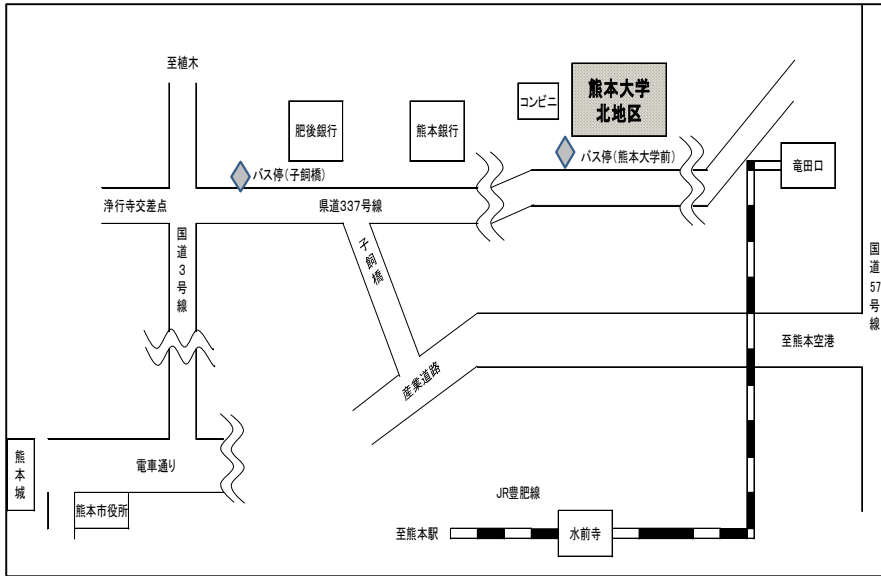 至植木
コンビニ
熊本大学
北地区
肥後銀行
熊本銀行
バス停(熊本大学前)
竜田口
バス停(子飼橋)
浄行寺交差点
県道337号線
国道3号線
子飼橋
国道57号線
至熊本空港
産業道路
熊本城
電車通り
熊本市役所
JR豊肥線
至熊本駅
水前寺